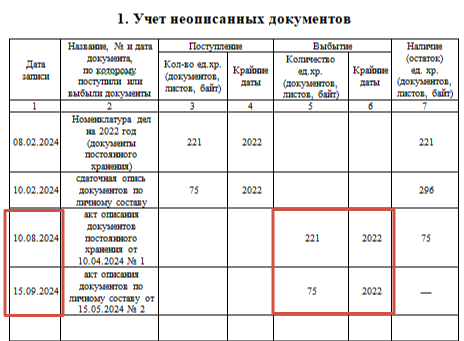 1. Учет неописанных документов
Дата
записи
Название, № и дата
документа,
по которому
поступили или
выбыли документы
Поступление
Выбытие
Наличие
(остаток)
ед. хр.
(документов,
листов, байт)
Кол-во ед.хр.
(документов,
листов, байт)
Крайние
даты
Количество
ед.хр.
(документов,
листов, байт)
Крайние
даты
1 2 3 4 5 6 7
08.02.2024
Номенклатура дел
на 2022 год
(документы
постоянного
хранения)
221 2022 221
10.02.2024
сдаточная опись
документов по
личному составу
75 2022 296
10.08.2024
акт описания
документов
постоянного
хранения от
10.04.2024 № 1
221 2022 75
15.09.2024
акт описания
документов по
личному составу от
15.05.2024 № 2
75 2022 —